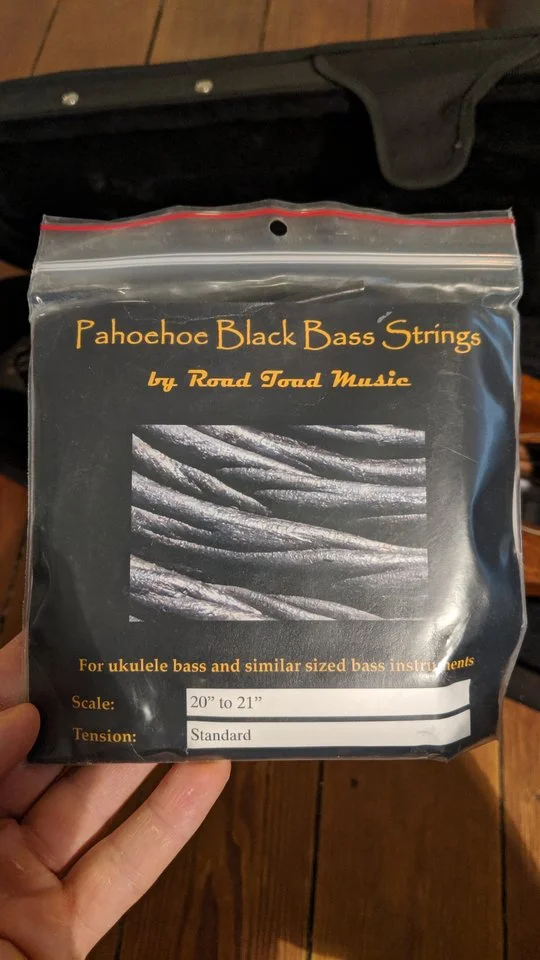 Pahoehoe Black Bass Strings
by Road Toad Music
For ukulele bass and similar sized bass instruments
Scale: 20” to 21”
Tension: Standard